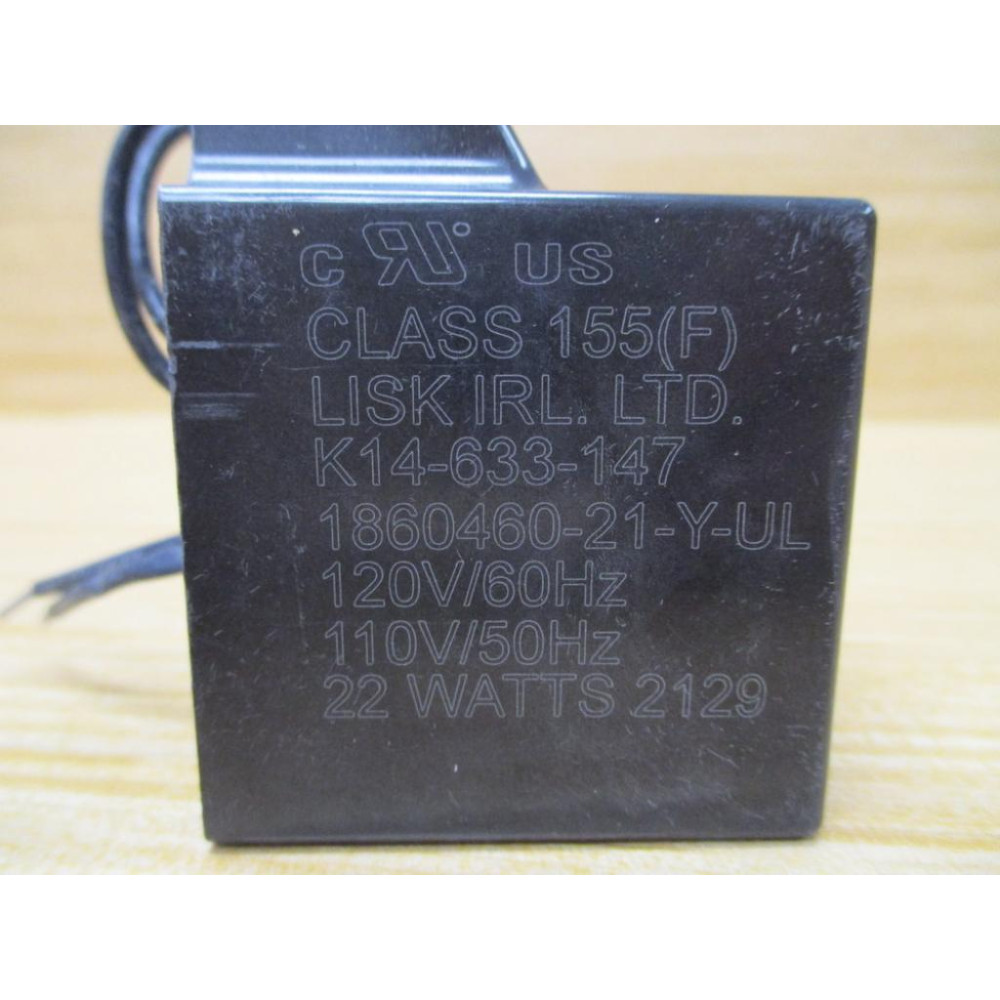 C RU US
CLASS 155(F)
LISK IRL. LTD.
K14-633-147
1860460-21-Y-UL
120V/60Hz
110V/50Hz
22 WATTS 2129